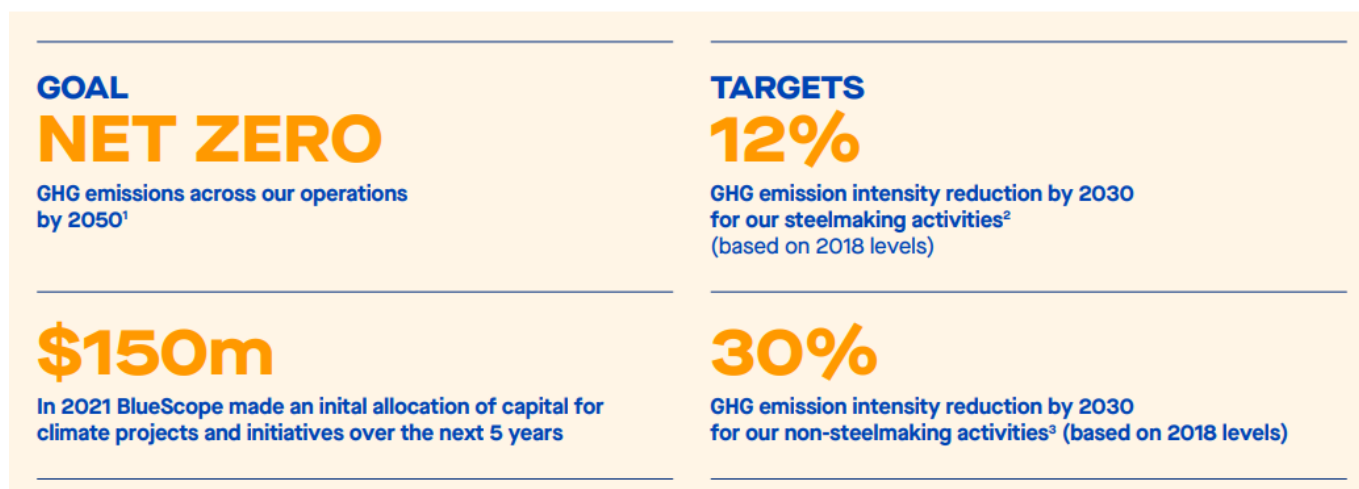 GOAL
NET ZERO
GHG emissions across our operations
by 2050¹
TARGETS
12%
GHG emission intensity reduction by 2030
for our steelmaking activities²
(based on 2018 levels)
$150m
In 2021 BlueScope made an inital allocation of capital for
climate projects and initiatives over the next 5 years
30%
GHG emission intensity reduction by 2030
for our non-steelmaking activities³ (based on 2018 levels)